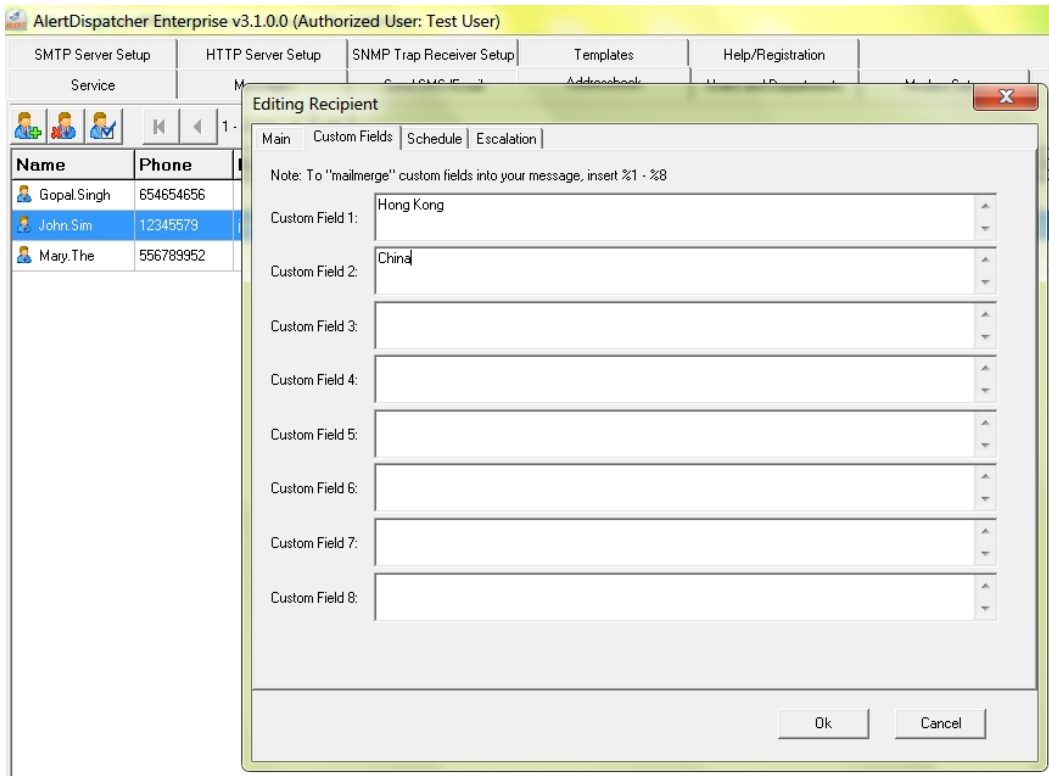 AlertDispatcher Enterprise v3.1.0.0 (Authorized User: Test User)
SMTP Server Setup HTTP Server Setup SNMP Trap Receiver Setup Templates Help/Registration
Service Addressbook
Editing Recipient
1 -
Main Custom Fields Schedule Escalation
Name Phone
Note: To "mailmerge" custom fields into your message, insert %1 - %8
Gopal.Singh 654654656
Custom Field 1: Hong Kong
John.Sim 12345579
Mary.The 556789952
Custom Field 2: China
Custom Field 3:
Custom Field 4:
Custom Field 5:
Custom Field 6:
Custom Field 7:
Custom Field 8:
Ok Cancel